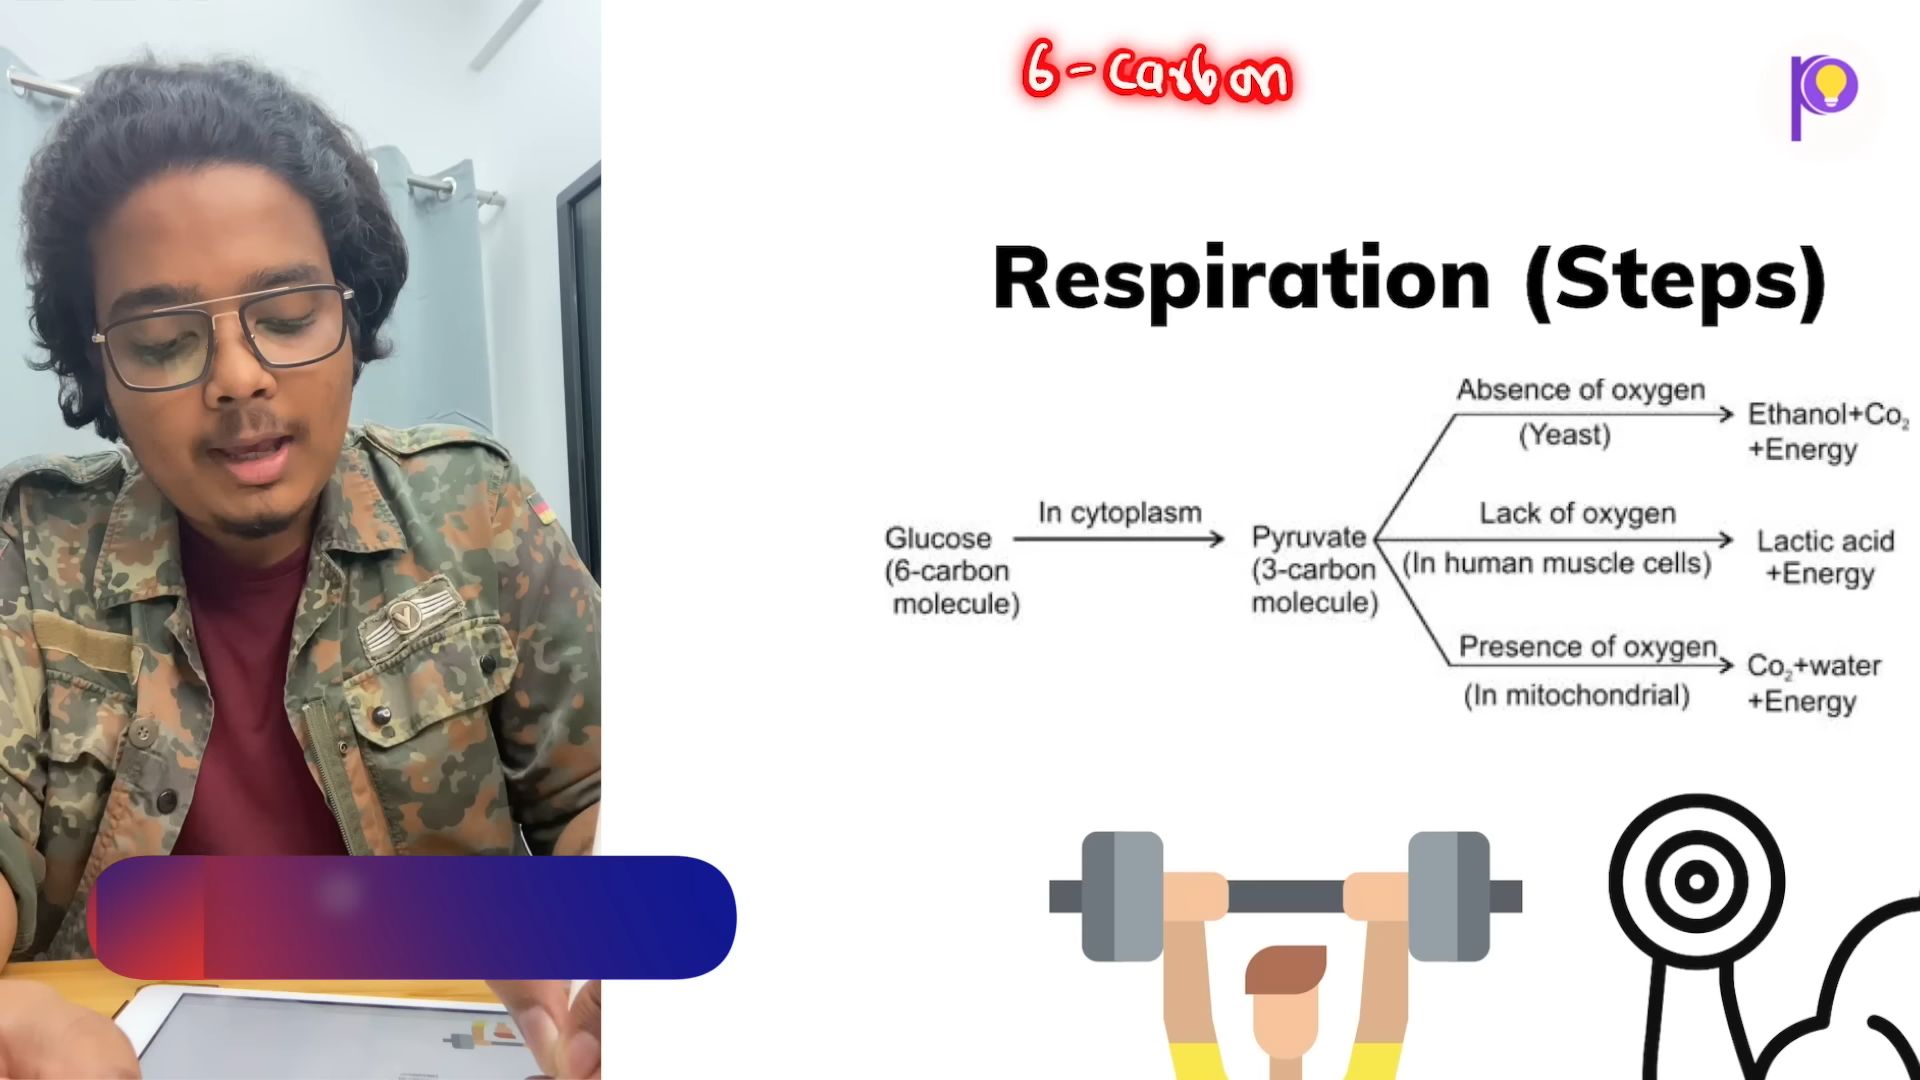 6-carbon
Respiration (Steps)
Absence of oxygen
(Yeast)
Ethanol+Co₂
+Energy
Glucose
(6-carbon
molecule)
In cytoplasm
Pyruvate
(3-carbon
molecule)
Lack of oxygen
(In human muscle cells)
Lactic acid
+Energy
Presence of oxygen
(In mitochondrial)
Co₂+water
+Energy